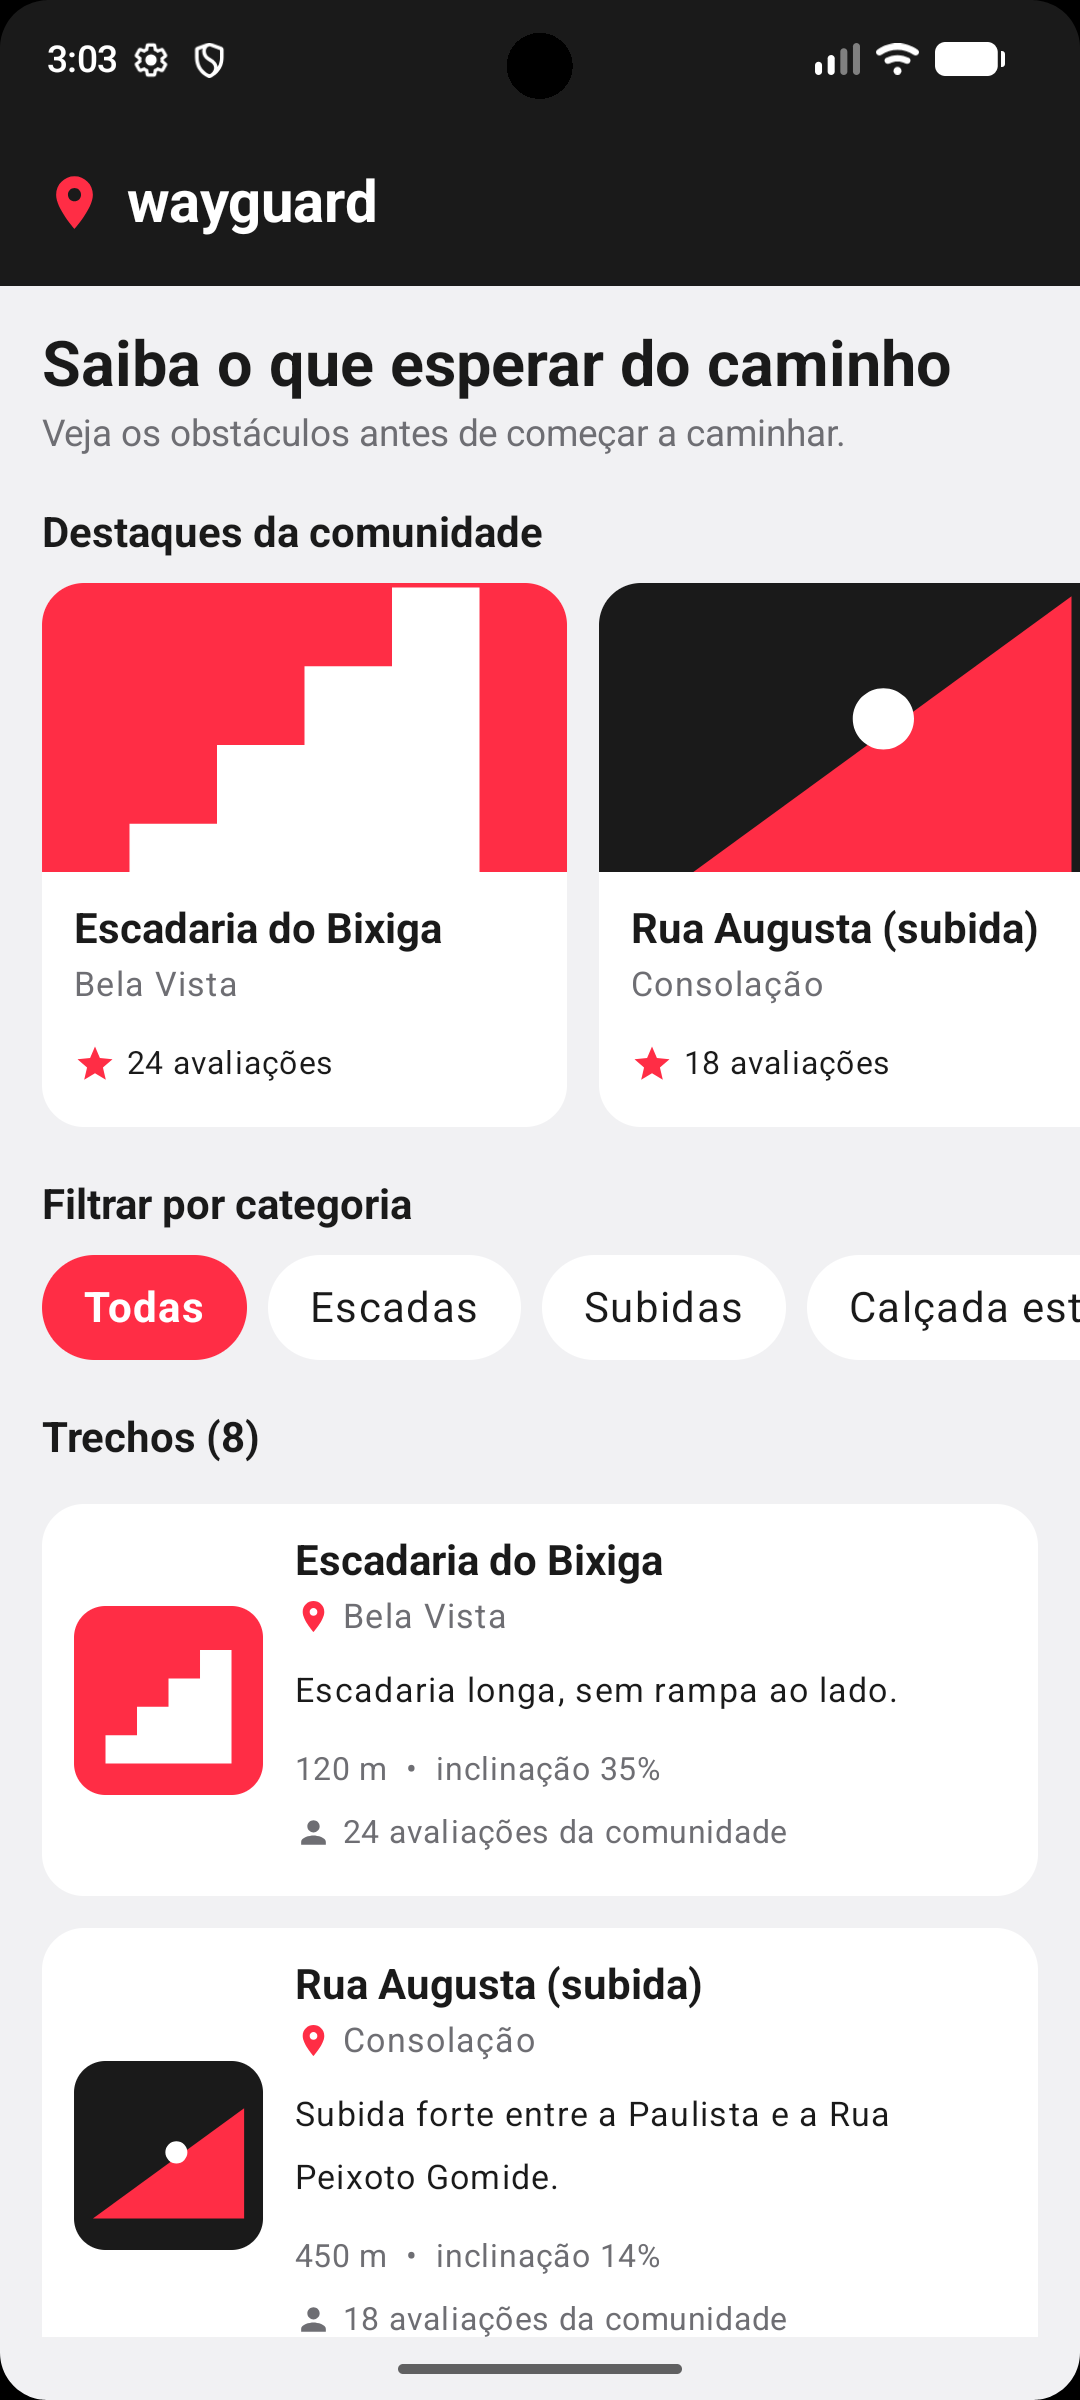 3:03
wayguard
Saiba o que esperar do caminho
Veja os obstáculos antes de começar a caminhar.
Destaques da comunidade
Escadaria do Bixiga
Bela Vista
24 avaliações
Rua Augusta (subida)
Consolação
18 avaliações
Filtrar por categoria
Todas
Escadas
Subidas
Calçada est
Trechos (8)
Escadaria do Bixiga
Bela Vista
Escadaria longa, sem rampa ao lado.
120 m • inclinação 35%
24 avaliações da comunidade
Rua Augusta (subida)
Consolação
Subida forte entre a Paulista e a Rua
Peixoto Gomide.
450 m • inclinação 14%
18 avaliações da comunidade